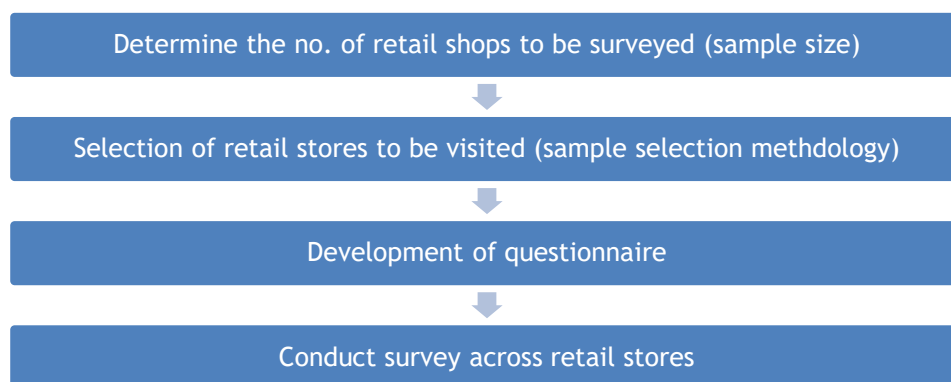 Determine the no. of retail shops to be surveyed (sample size)
Selection of retail stores to be visited (sample selection methdology)
Development of questionnaire
Conduct survey across retail stores